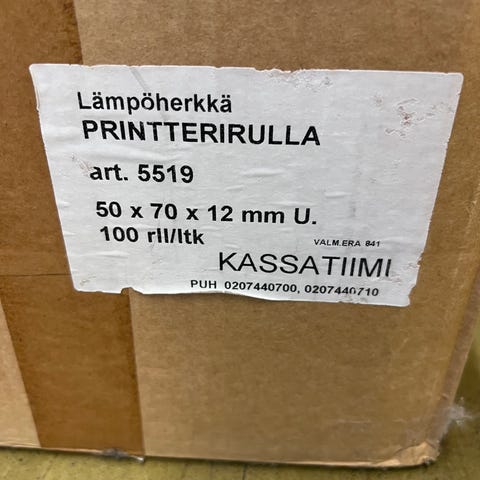 Lämpöherkkä
PRINTTERIRULLA
art. 5519
50 x 70 x 12 mm U.
100 rll/ltk
VALM.ERA 841
KASSATIIMI
PUH 0207440700, 0207440710